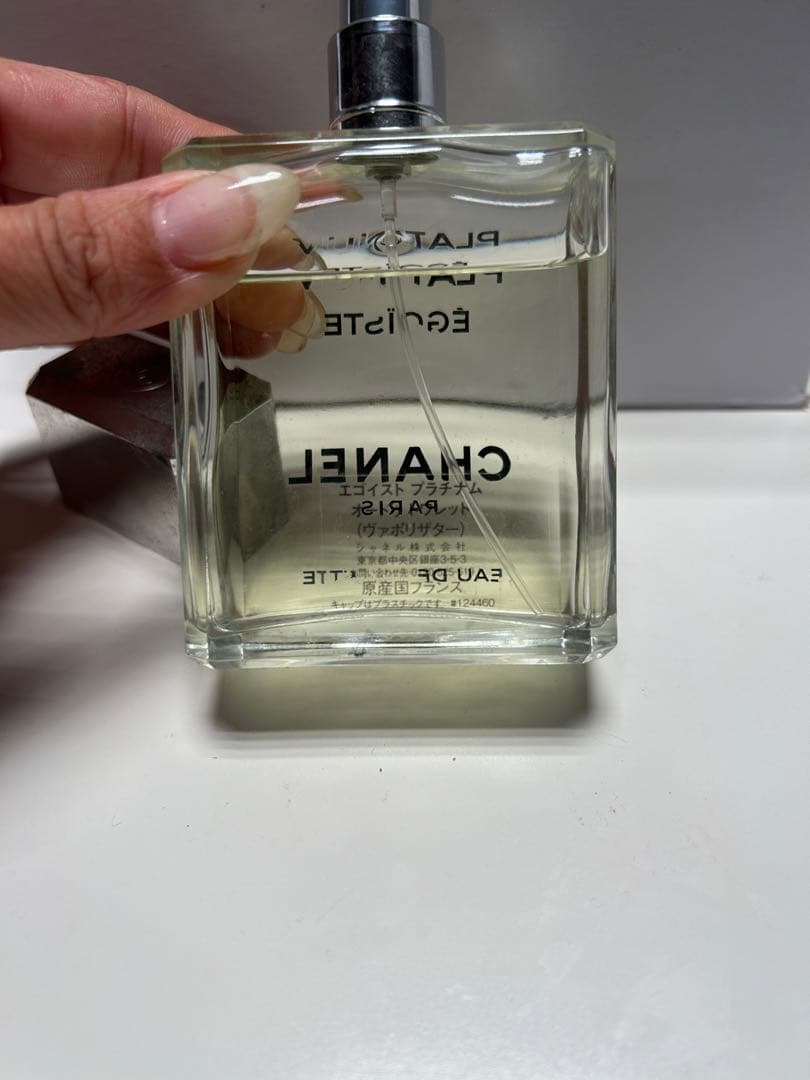 PLATINUM
ÉGOÏSTE
CHANEL
エゴイスト プラチナム
PARIS
(ヴァポリザター)
シャネル株式会社
東京都中央区銀座3-5-3
EAU DE
原産国フランス
キャップはプラスチックです #124460